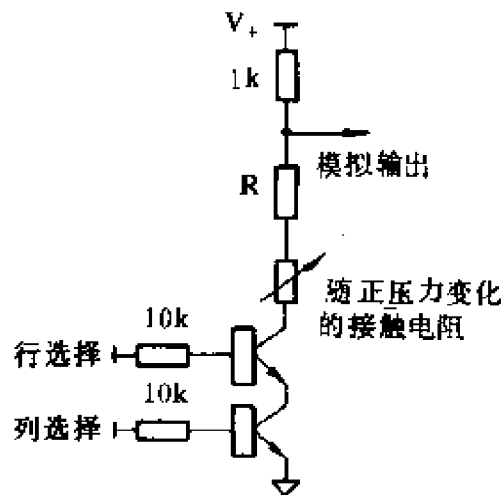 V+
1k
模拟输出
R
随正压力变化
的接触电阻
10k
行选择
10k
列选择